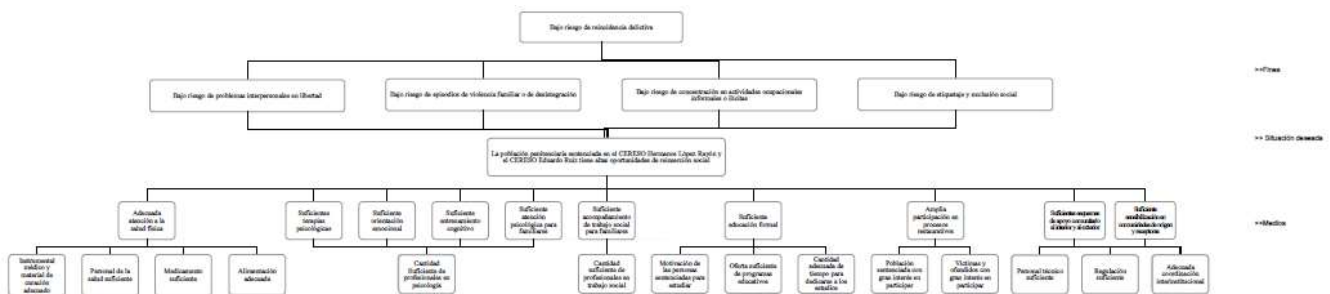 Bajo riesgo de reincidencia delictiva
>>Fines
Bajo riesgo de problemas interpersonales en libertad
Bajo riesgo de episodios de violencia familiar o de desintegración
Bajo riesgo de concentración en actividades ocupacionales
informales o ilícitas
Bajo riesgo de etiquetaje y exclusión social
>> Situación deseada
La población penitenciaria sentenciada en el CERESO Hermanos López Rayón y
el CERESO Eduardo Ruiz tiene altas oportunidades de reinserción social
>>Medios
Adecuada
atención a la
salud física
Suficientes
terapias
psicológicas
Suficiente
orientación
emocional
Suficiente
entrenamiento
cognitivo
Suficiente
atención
psicológica para
familiares
Suficiente
acompañamiento
de trabajo social
para familiares
Suficiente
educación formal
Amplia
participación en
procesos
restaurativos
Suficientes esquemas
de apoyo comunitario
al interior y al exterior
Suficiente
sensibilización en
comunidades de origen
y receptoras
Instrumental
médico y
material de
curación
adecuado
Personal de la
salud suficiente
Medicamento
suficiente
Alimentación
adecuada
Cantidad
Suficiente de
profesionales en
psicología
Cantidad
suficiente de
profesionales en
trabajo social
Motivación de
las personas
sentenciadas para
estudiar
Oferta suficiente
de programas
educativos
Cantidad
adecuada de
tiempo para
dedicarse a los
estudios
Población
sentenciada con
gran interés en
participar
Víctimas y
ofendidos con
gran interés en
participar
Personal técnico
suficiente
Regulación
suficiente
Adecuada
coordinación
interinstitucional